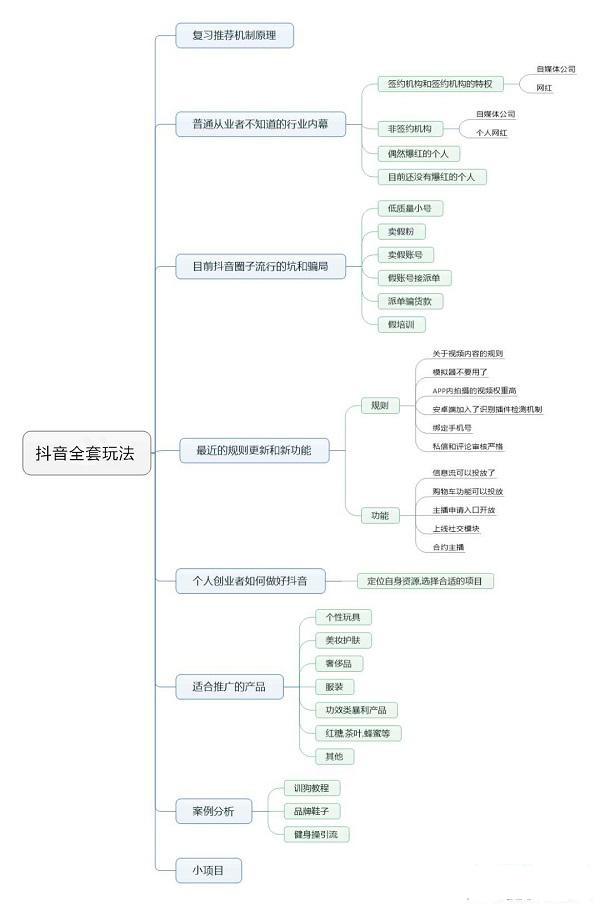 抖音全套玩法
复习推荐机制原理
普通从业者不知道的行业内幕
签约机构和签约机构的特权
自媒体公司
网红
非签约机构
自媒体公司
个人网红
偶然爆红的个人
目前还没有爆红的个人
目前抖音圈子流行的坑和骗局
低质量小号
卖假粉
卖假账号
假账号接派单
派单骗货款
假培训
最近的规则更新和新功能
规则
关于视频内容的规则
模拟器不要用了
APP内拍摄的视频权重高
安卓端加入了识别插件检测机制
绑定手机号
私信和评论审核严格
功能
信息流可以投放了
购物车功能可以投放
主播申请入口开放
上线社交模块
合约主播
个人创业者如何做好抖音
定位自身资源,选择合适的项目
适合推广的产品
个性玩具
美妆护肤
奢侈品
服装
功效类暴利产品
红糖,茶叶,蜂蜜等
其他
案例分析
训狗教程
品牌鞋子
健身操引流
小项目